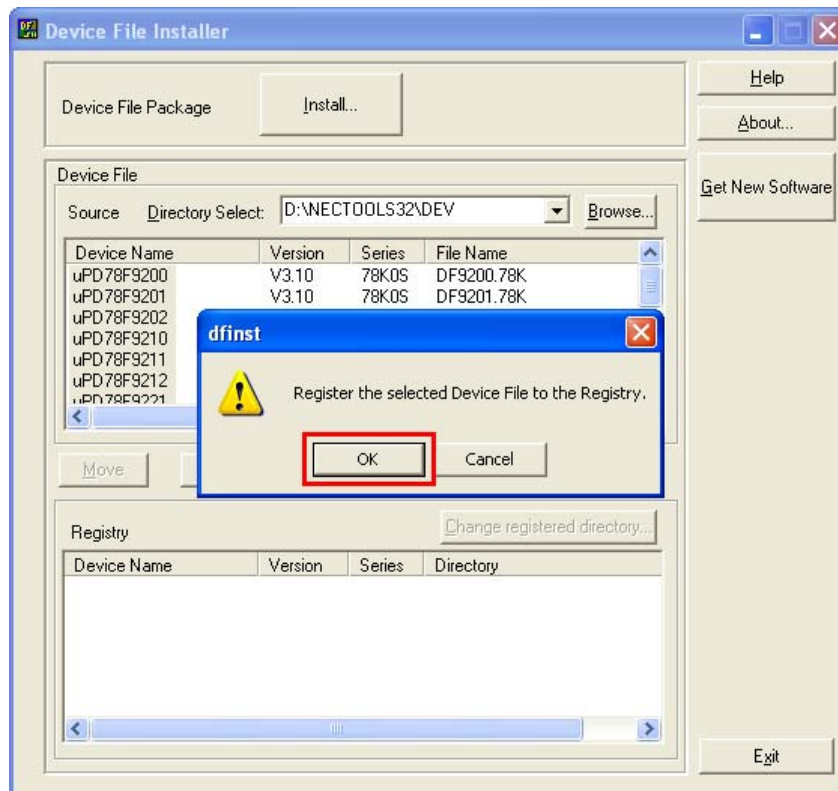 Device File Installer
Help
Device File Package Install...
About...
Device File
Get New Software
Source Directory Select: D:\NECTOOLS32\DEV Browse...
Device Name Version Series File Name
uPD78F9200 V3.10 78K0S DF9200.78K
uPD78F9201 V3.10 78K0S DF9201.78K
uPD78F9202
uPD78F9210
uPD78F9211
uPD78F9212
uPD78F9221
dfinst
Register the selected Device File to the Registry.
OK Cancel
Move
Registry Change registered directory...
Device Name Version Series Directory
Exit